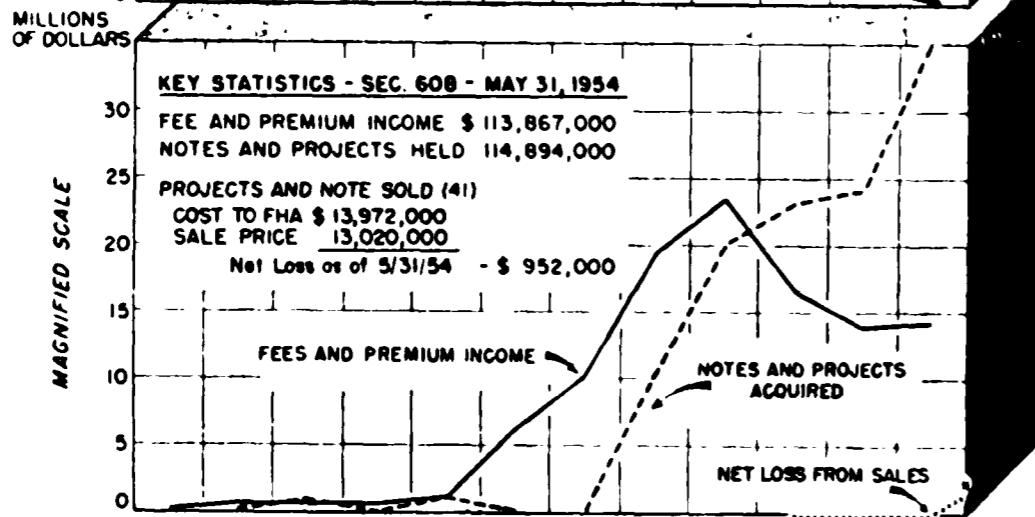 MILLIONS
OF DOLLARS
KEY STATISTICS - SEC. 608 - MAY 31, 1954
30
FEE AND PREMIUM INCOME $ 113,867,000
NOTES AND PROJECTS HELD 114,894,000
25
PROJECTS AND NOTE SOLD (41)
COST TO FHA $ 13,972,000
20
SALE PRICE 13,020,000
Net Loss as of 5/31/54 - $ 952,000
MAGNIFIED SCALE
15
FEES AND PREMIUM INCOME
10
NOTES AND PROJECTS
ACQUIRED
5
NET LOSS FROM SALES
0